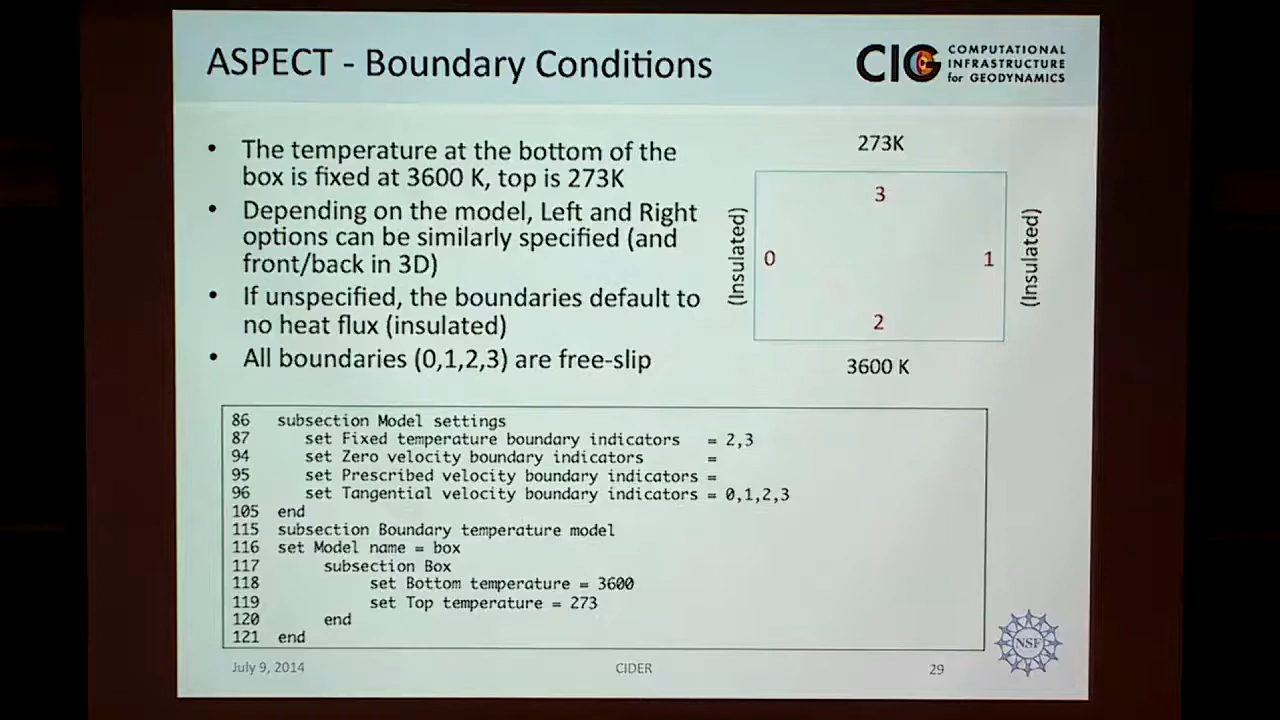 ASPECT - Boundary Conditions
CIG COMPUTATIONAL
INFRASTRUCTURE
for GEODYNAMICS
• The temperature at the bottom of the
box is fixed at 3600 K, top is 273K
• Depending on the model, Left and Right
options can be similarly specified (and
front/back in 3D)
• If unspecified, the boundaries default to
no heat flux (insulated)
• All boundaries (0,1,2,3) are free-slip
273K
3
(Insulated)
0
1
(Insulated)
2
3600 K
86 subsection Model settings
87 set Fixed temperature boundary indicators = 2,3
94 set Zero velocity boundary indicators =
95 set Prescribed velocity boundary indicators =
96 set Tangential velocity boundary indicators = 0,1,2,3
105 end
115 subsection Boundary temperature model
116 set Model name = box
117 subsection Box
118 set Bottom temperature = 3600
119 set Top temperature = 273
120 end
121 end
NSF
July 9, 2014
CIDER
29